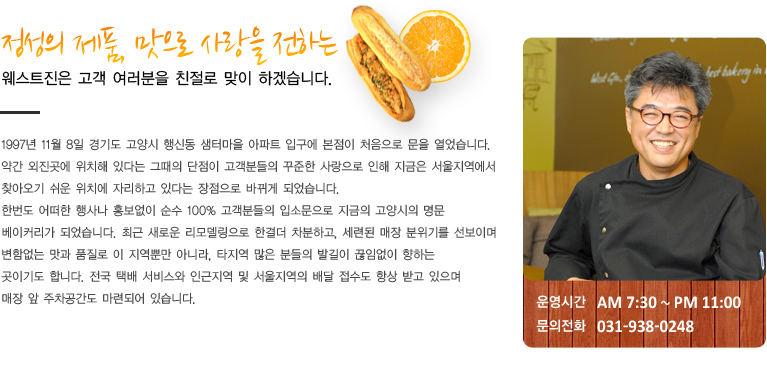 정성의 제품, 맛으로 사랑을 전하는
웨스트진은 고객 여러분을 친절로 맞이 하겠습니다.
1997년 11월 8일 경기도 고양시 행신동 샘터마을 아파트 입구에 본점이 처음으로 문을 열었습니다.
약간 외진곳에 위치해 있다는 그때의 단점이 고객분들의 꾸준한 사랑으로 인해 지금은 서울지역에서
찾아오기 쉬운 위치에 자리하고 있다는 장점으로 바뀌게 되었습니다.
한번도 어떠한 행사나 홍보없이 순수 100% 고객분들의 입소문으로 지금의 고양시의 명문
베이커리가 되었습니다. 최근 새로운 리모델링으로 한결더 차분하고, 세련된 매장 분위기를 선보이며
변함없는 맛과 품질로 이 지역뿐만 아니라, 타지역 많은 분들의 발길이 끊임없이 향하는
곳이기도 합니다. 전국 택배 서비스와 인근지역 및 서울지역의 배달 접수도 항상 받고 있으며
매장 앞 주차공간도 마련되어 있습니다.
best bakery in
운영시간 AM 7:30 ~ PM 11:00
문의전화 031-938-0248